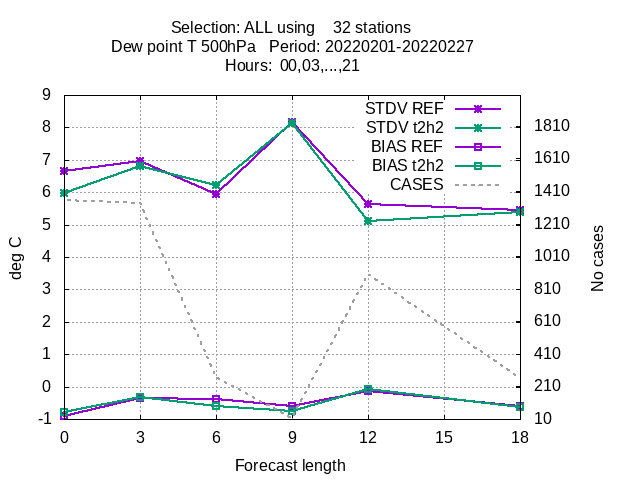 Selection: ALL using 32 stations
Dew point T 500hPa Period: 20220201-20220227
Hours: 00,03,...,21
9
8
7
6
5
4
3
2
1
0
-1
deg C
STDV REF
STDV t2h2
BIAS REF
BIAS t2h2
CASES
1810
1610
1410
1210
1010
810
610
410
210
10
No cases
0 3 6 9 12 15 18
Forecast length